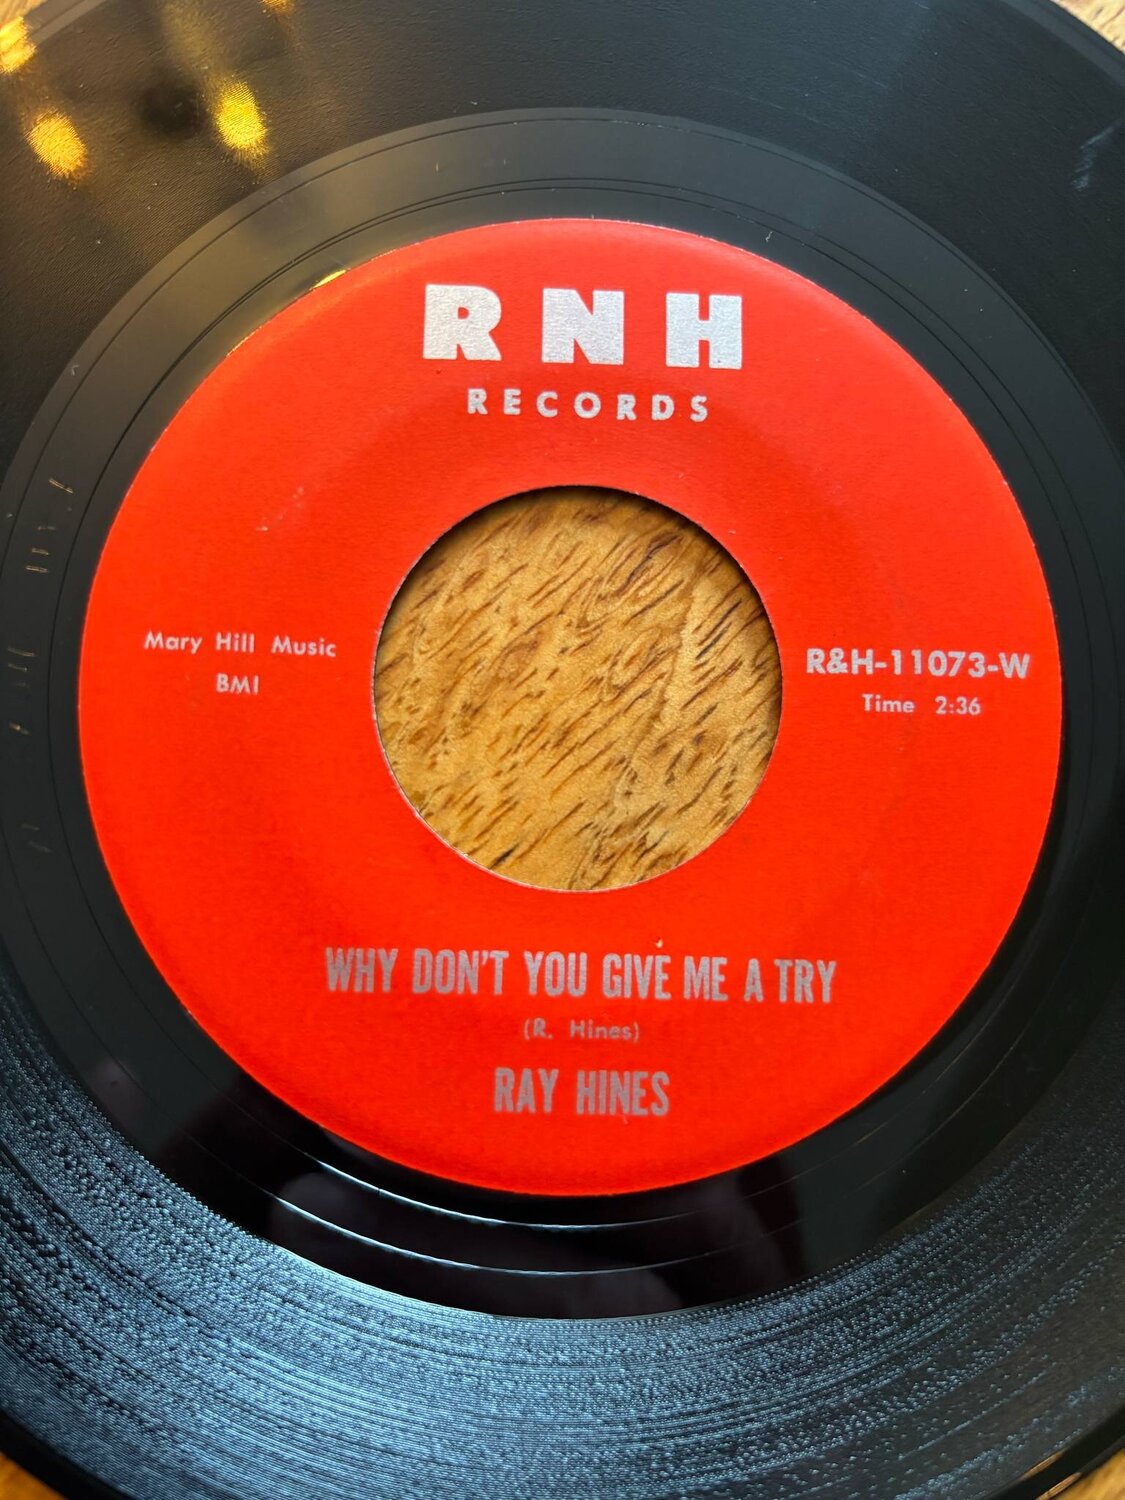 RNH
RECORDS
Mary Hill Music
BMI
R&H-11073-W
Time 2:36
WHY DON'T YOU GIVE ME A TRY
(R. Hines)
RAY HINES